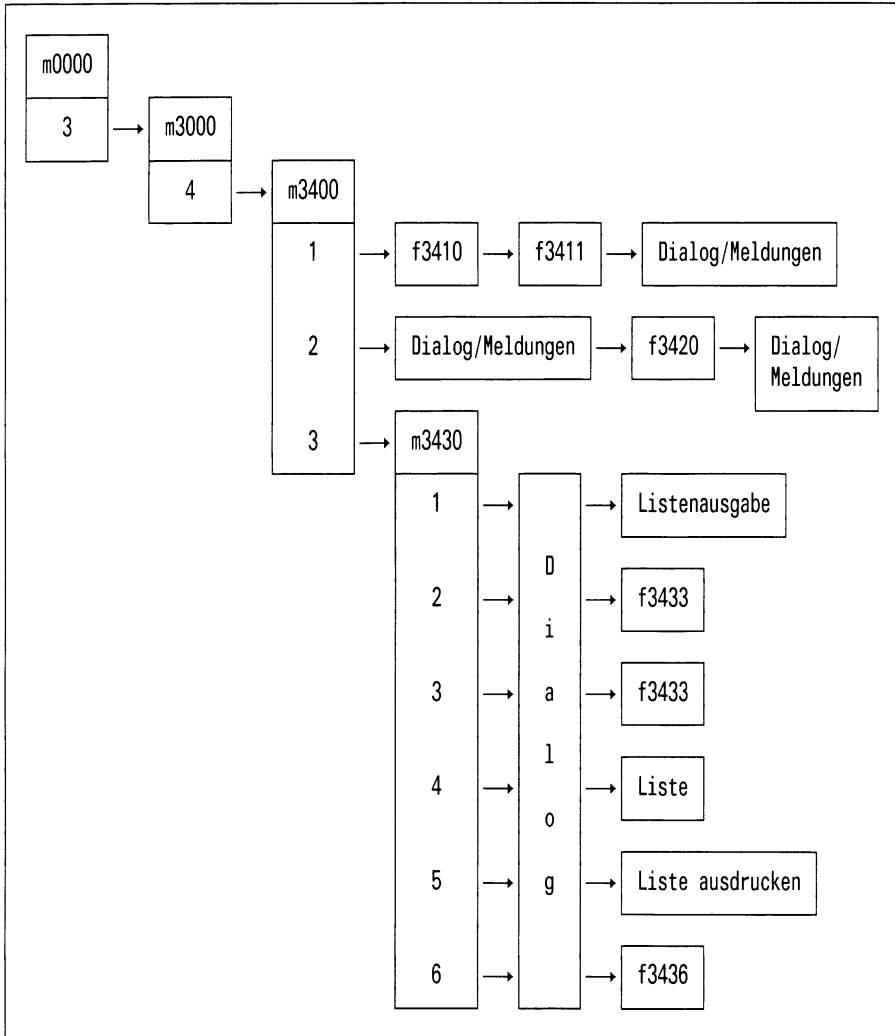 m0000
3 → m3000
4 → m3400
1 → f3410 → f3411 → Dialog/Meldungen
2 → Dialog/Meldungen → f3420 → Dialog/
Meldungen
3 → m3430
1 → Dialog → Listenausgabe
2 → f3433
3 → f3433
4 → Liste
5 → Liste ausdrucken
6 → f3436